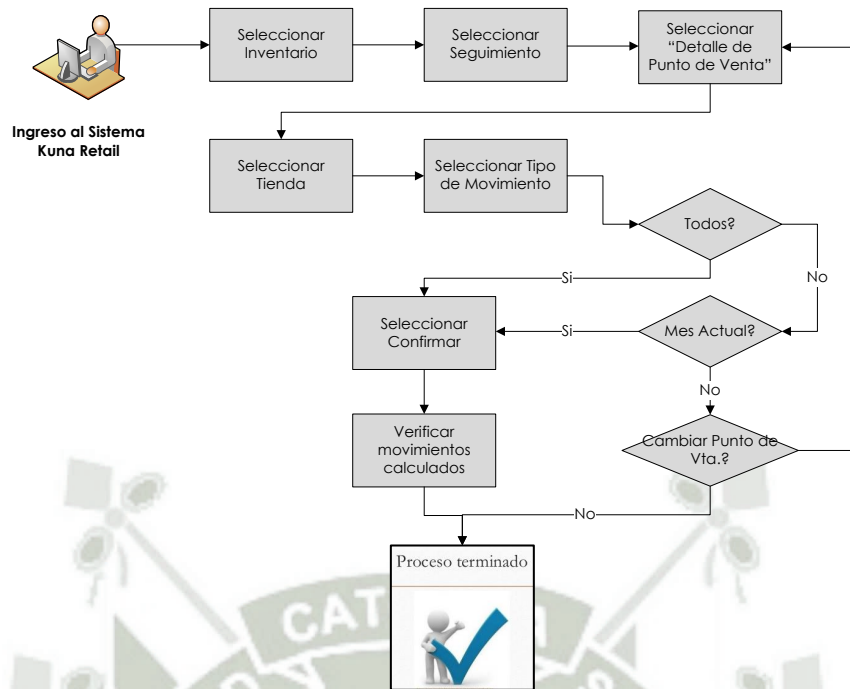 Ingreso al Sistema
Kuna Retail
Seleccionar
Inventario
Seleccionar
Seguimiento
Seleccionar
“Detalle de
Punto de Venta”
Seleccionar
Tienda
Seleccionar Tipo
de Movimiento
Todos?
Si
No
Seleccionar
Confirmar
Si
Mes Actual?
No
Verificar
movimientos
calculados
Cambiar Punto de
Vta.?
No
Proceso terminado
CAT